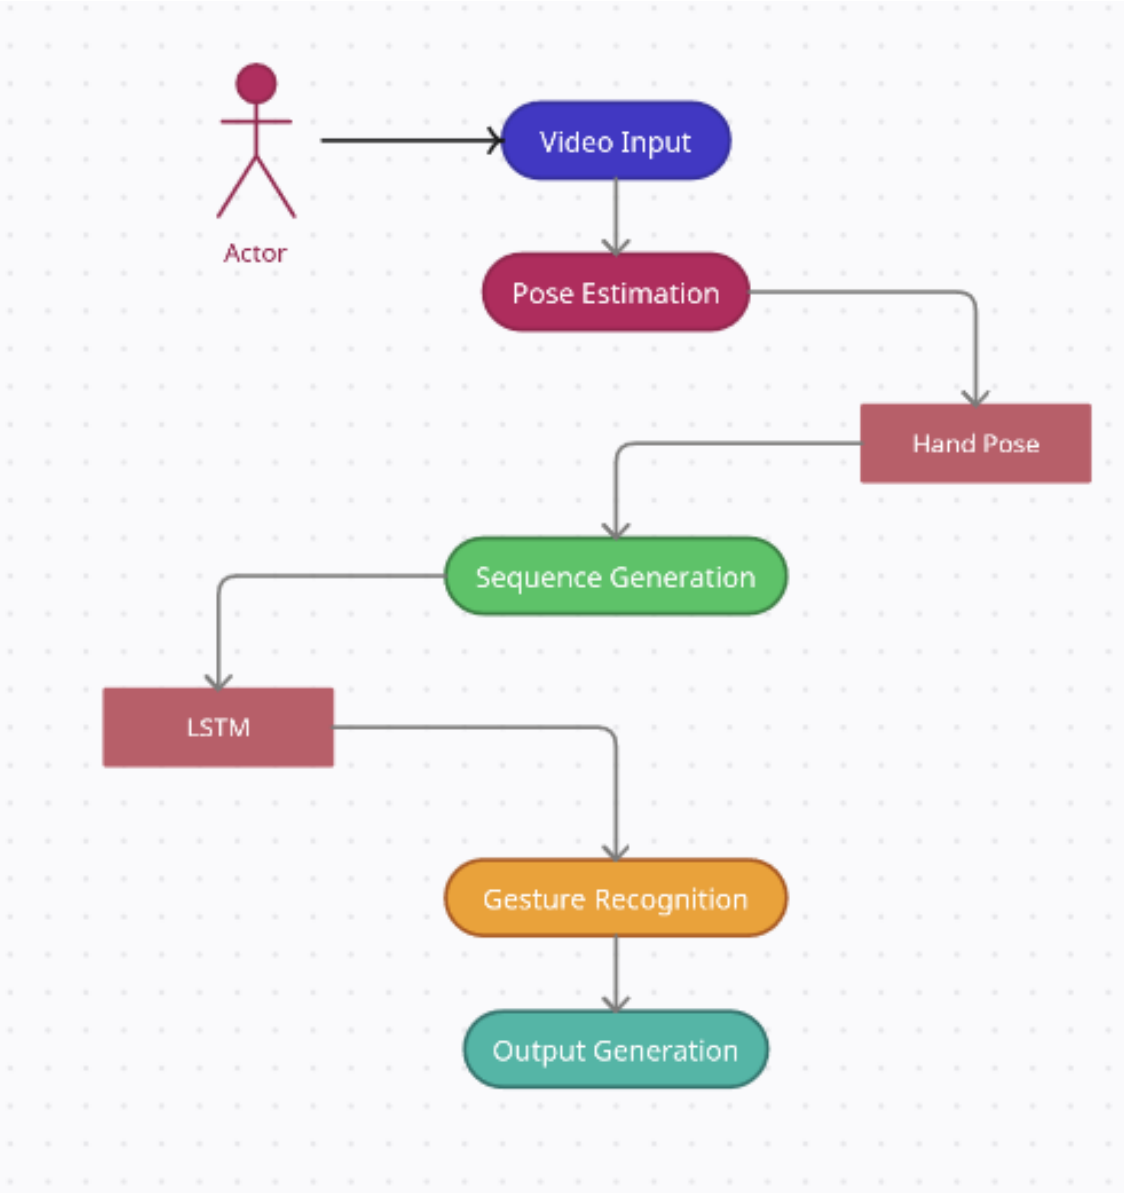 Video Input
Actor
Pose Estimation
Hand Pose
Sequence Generation
LSTM
Gesture Recognition
Output Generation